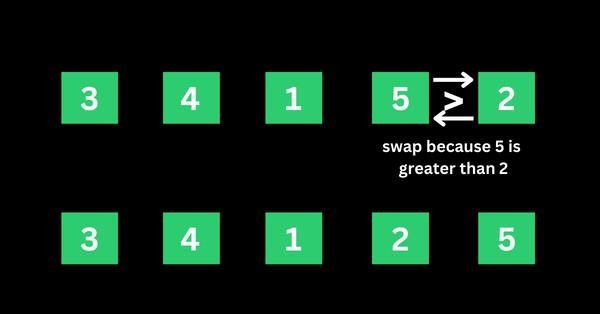 3 4 1 5 > 2
swap because 5 is
greater than 2
3 4 1 2 5